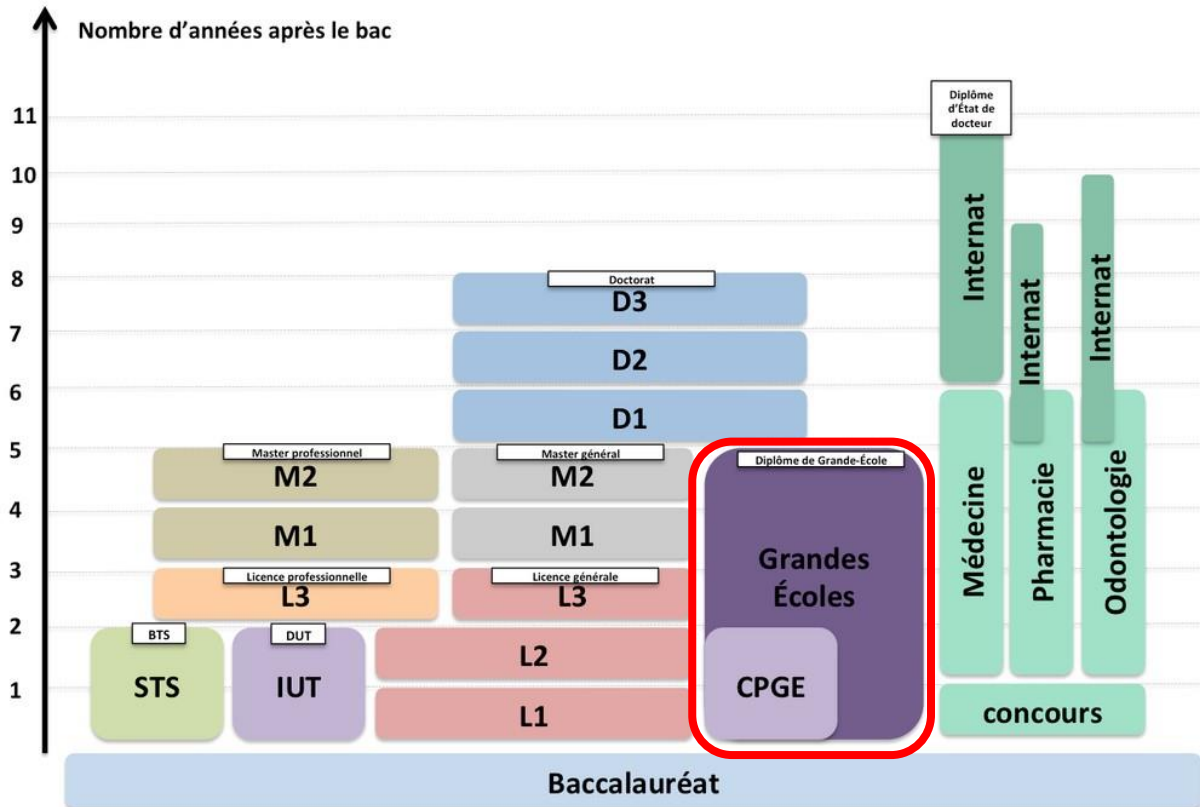 Nombre d'années après le bac
11
10
9
8
7
6
5
4
3
2
1
Diplôme
d'État de
docteur
Internat
Internat
Internat
Doctorat
D3
D2
D1
Master professionnel
M2
Master général
M2
Diplôme de Grande-École
M1
M1
Grandes
Écoles
Médecine
Pharmacie
Odontologie
Licence professionnelle
L3
Licence générale
L3
BTS
STS
DUT
IUT
L2
L1
CPGE
concours
Baccalauréat